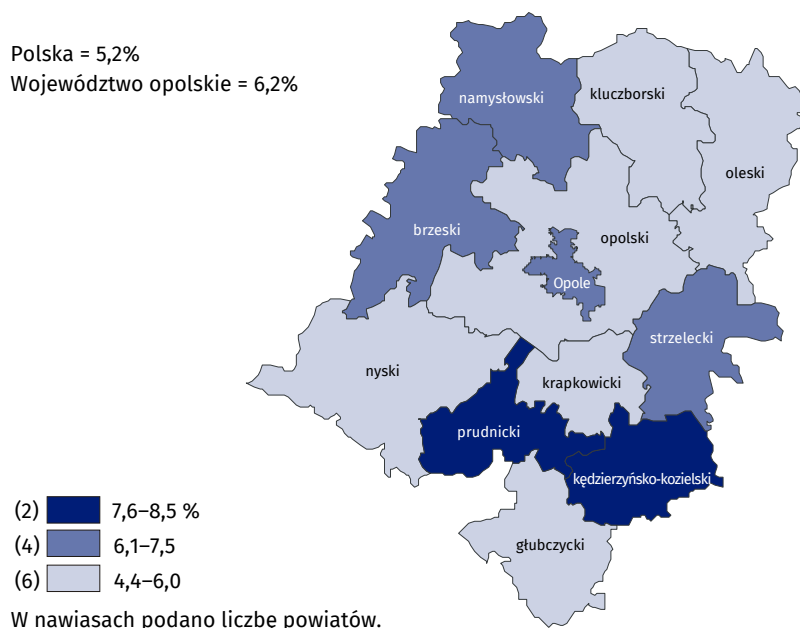 Polska = 5,2%
Województwo opolskie = 6,2%
namysłowski
kluczborski
oleski
brzeski
opolski
Opole
strzelecki
nyski
krapkowicki
prudnicki
kędzierzyńsko-kozielski
głubczycki
(2) 7,6–8,5 %
(4) 6,1–7,5
(6) 4,4–6,0
W nawiasach podano liczbę powiatów.